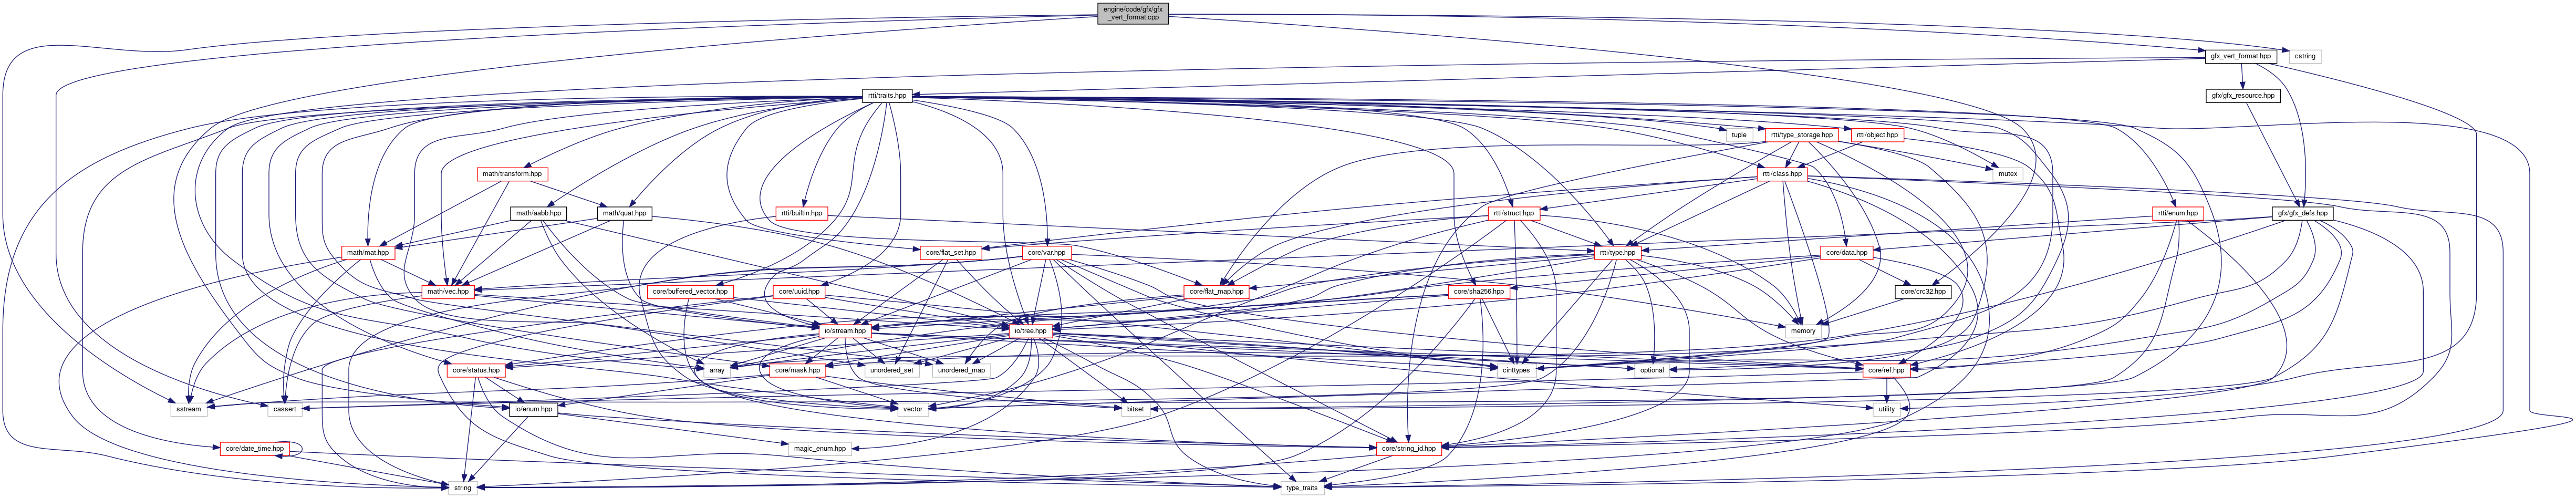 engine/code/gfx/gfx
_vert_format.cpp
gfx_vert_format.hpp
cstring
rtti/traits.hpp
gfx/gfx_resource.hpp
tuple
rtti/type_storage.hpp
rtti/object.hpp
math/transform.hpp
rtti/class.hpp
mutex
math/aabb.hpp
math/quat.hpp
rtti/builtin.hpp
rtti/struct.hpp
rtti/enum.hpp
gfx/gfx_defs.hpp
math/mat.hpp
core/flat_set.hpp
core/var.hpp
rtti/type.hpp
core/data.hpp
math/vec.hpp
core/buffered_vector.hpp
core/uuid.hpp
core/flat_map.hpp
core/sha256.hpp
core/crc32.hpp
io/stream.hpp
io/tree.hpp
memory
core/status.hpp
array
core/mask.hpp
unordered_set
unordered_map
cinttypes
optional
core/ref.hpp
sstream
cassert
io/enum.hpp
vector
bitset
utility
core/date_time.hpp
magic_enum.hpp
core/string_id.hpp
string
type_traits